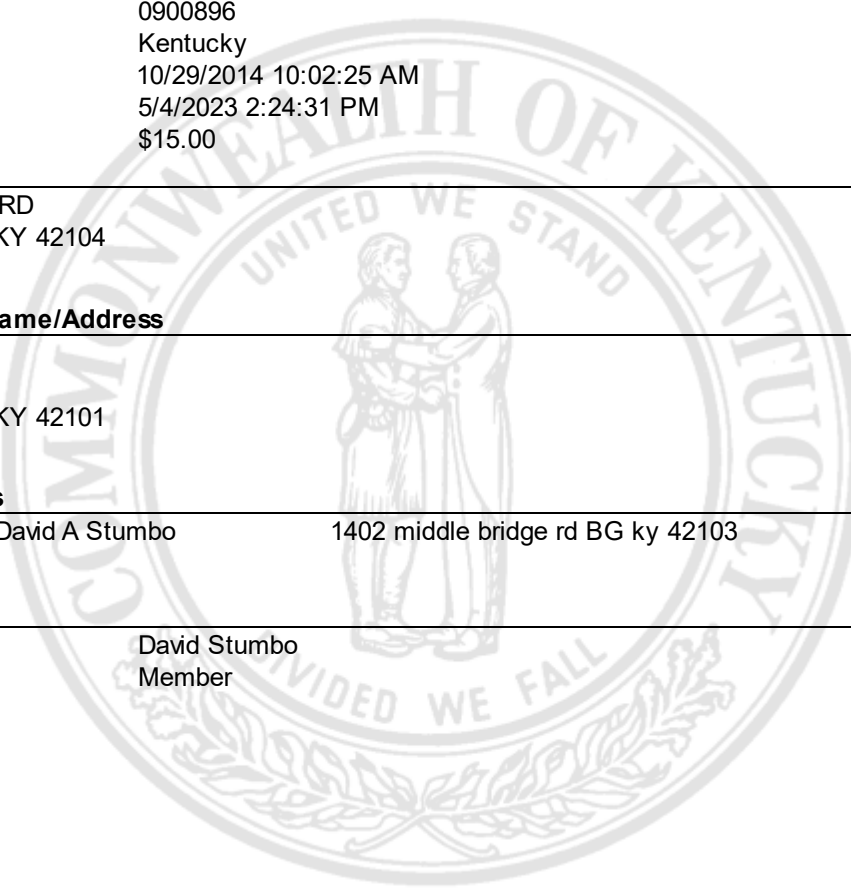 0900896
Kentucky
10/29/2014 10:02:25 AM
5/4/2023 2:24:31 PM
$15.00
RD
KY 42104
ame/Address
KY 42101
s
David A Stumbo 1402 middle bridge rd BG ky 42103
David Stumbo
Member
COMMONWEALTH OF KENTUCKY
UNITED WE STAND
DIVIDED WE FALL